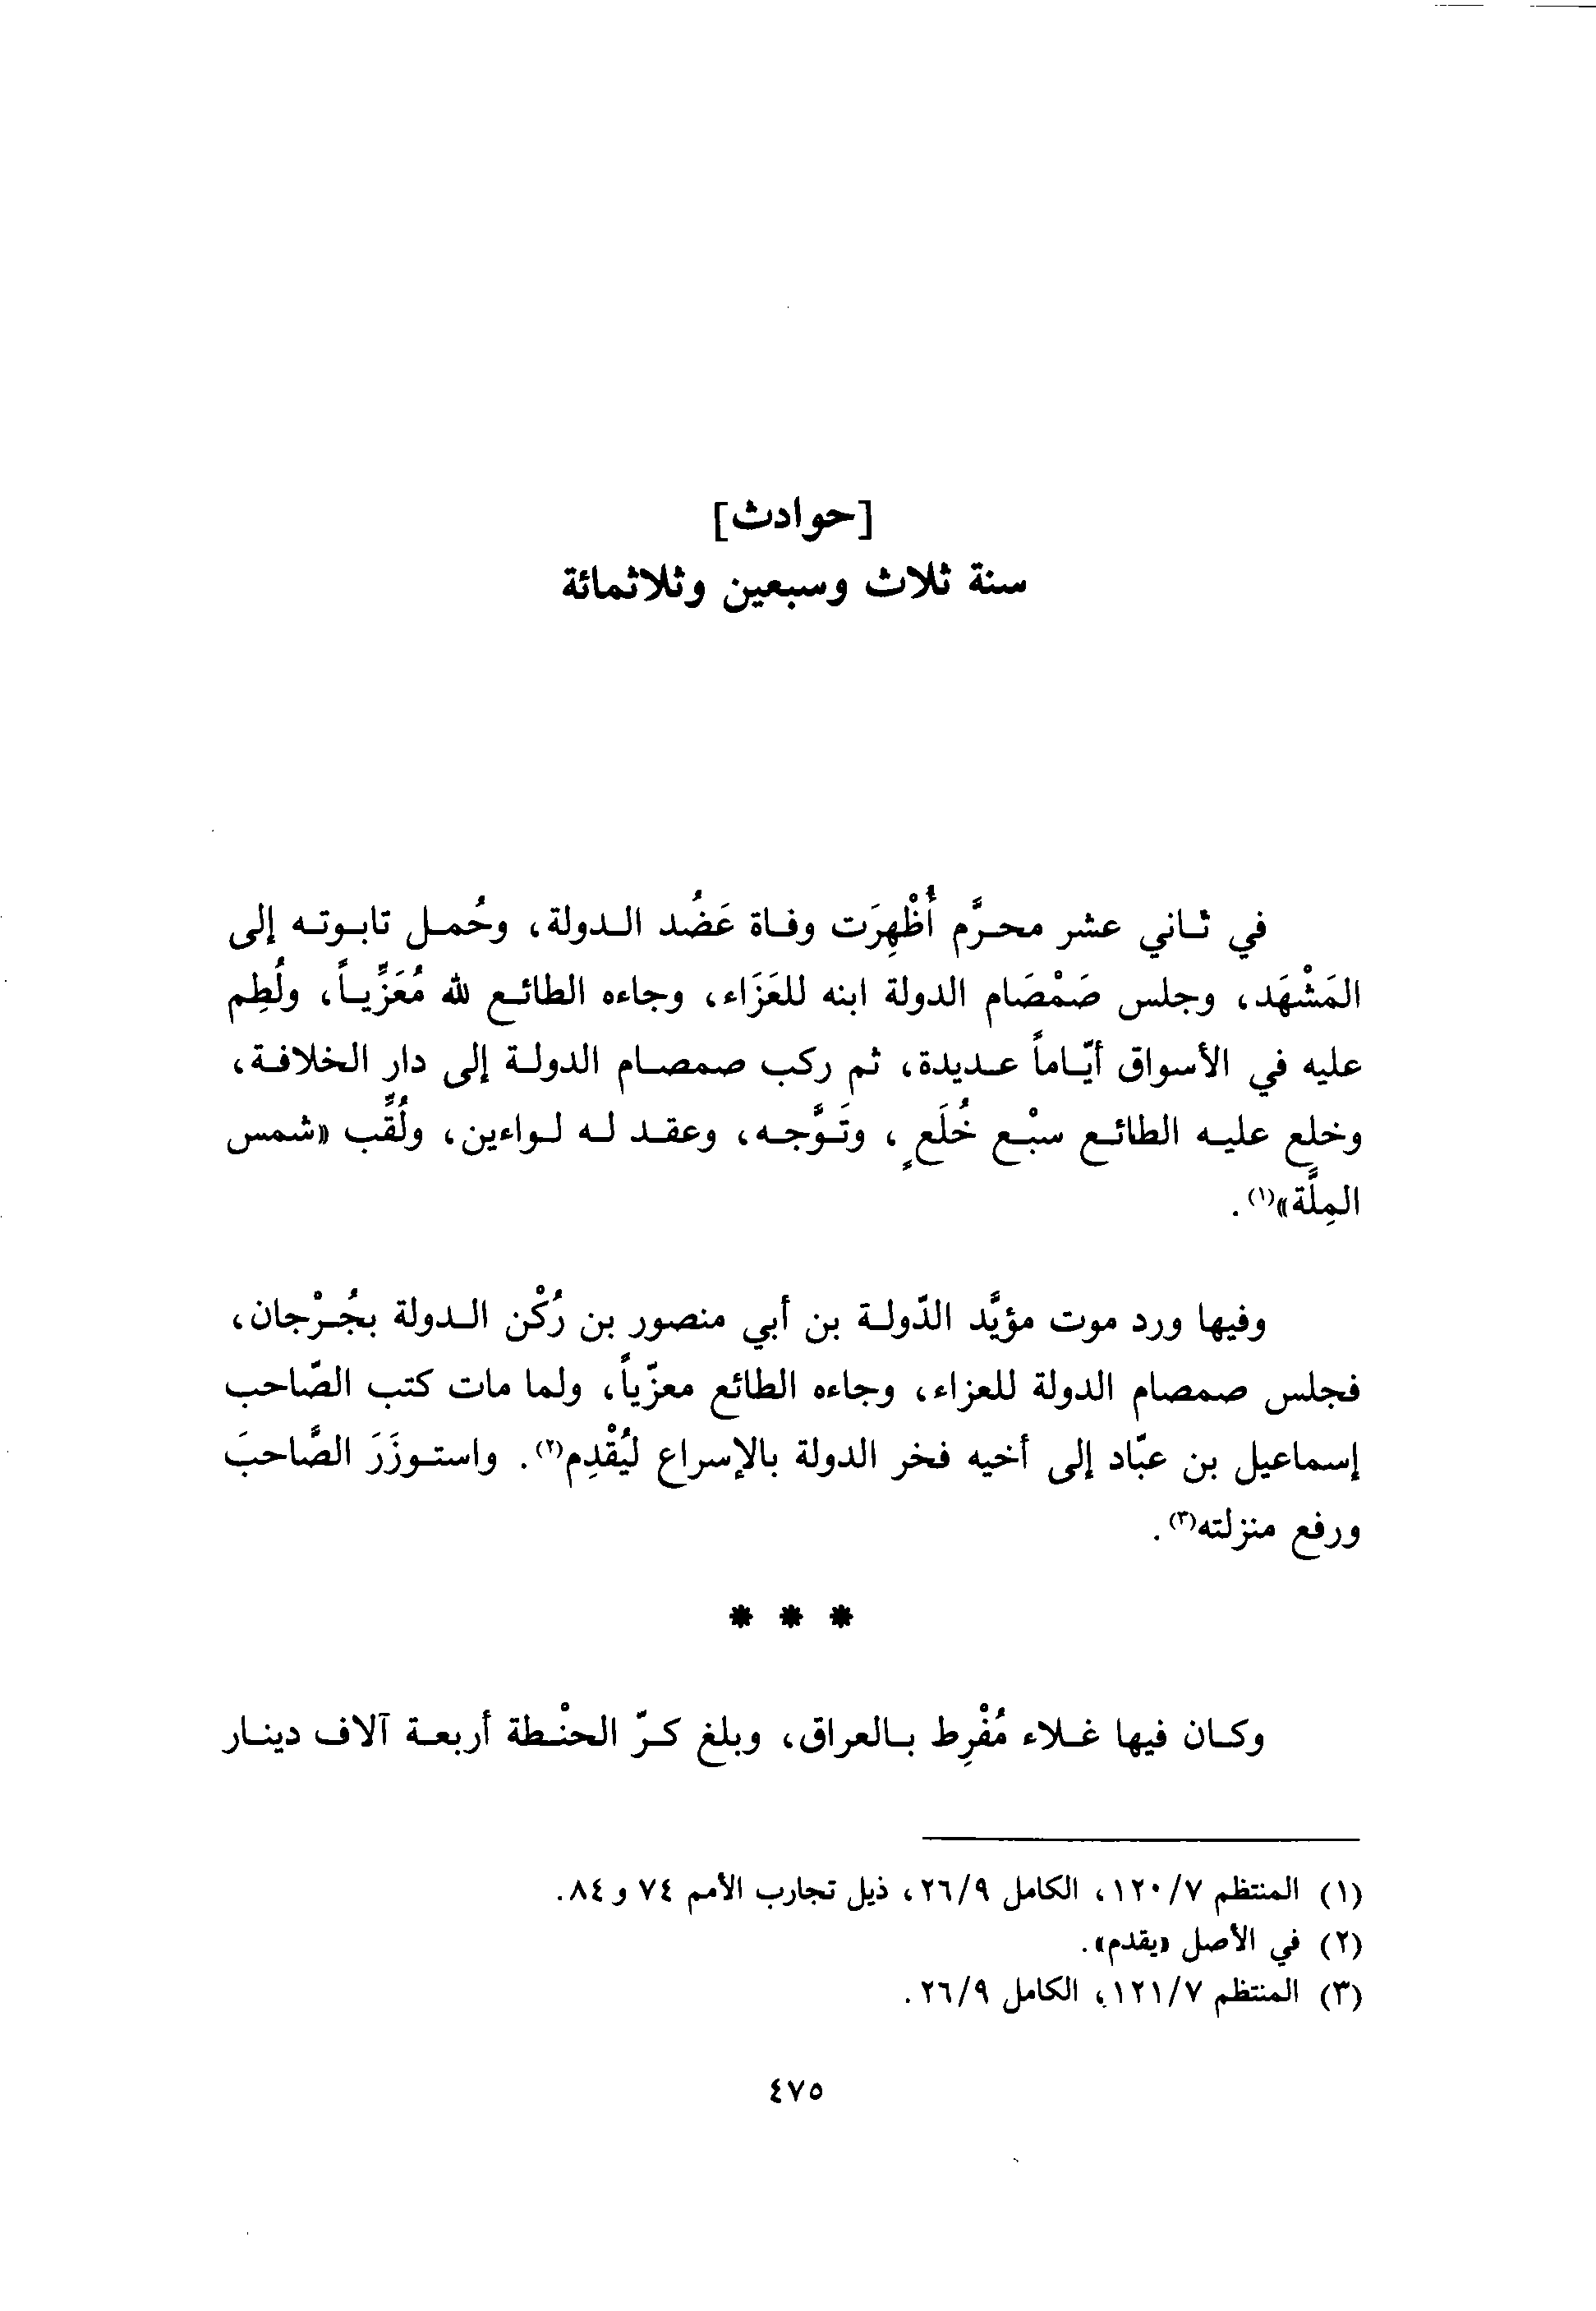 [حوادث]
سنة ثلاث وسبعين وثلاثمائة
في ثاني عشر محرَّم أُظْهِرَت وفاة عَضُد الدولة، وحُمل تابوته إلى
المَشْهَد، وجلس صَمْصَام الدولة ابنه للعَزَاء، وجاءه الطائع لله مُعَزِّياً، ولُطِم
عليه في الأسواق أيّاماً عديدة، ثم ركب صمصام الدولة إلى دار الخلافة،
وخلع عليه الطائع سبْع خُلَعٍ، وتَوَّجه، وعقد له لواءين، ولُقِّب «شمس
المِلَّة»(١).
وفيها ورد موت مؤيَّد الدّولة بن أبي منصور بن رُكْن الدولة بجُرْجان،
فجلس صمصام الدولة للعزاء، وجاءه الطائع معزّياً، ولما مات كتب الصّاحب
إسماعيل بن عبّاد إلى أخيه فخر الدولة بالإسراع ليُقْدِم(٢). واستوزَرَ الصَّاحبَ
ورفع منزلته(٣).
* * *
وكان فيها غلاء مُفْرِط بالعراق، وبلغ كرّ الحنْطة أربعة آلاف دينار
(١) المنتظم ٧/١٢٠، الكامل ٩/٢٦، ذيل تجارب الأمم ٧٤ و ٨٤.
(٢) في الأصل «يقدم».
(٣) المنتظم ٧/١٢١، الكامل ٩/٢٦.
٤٧٥